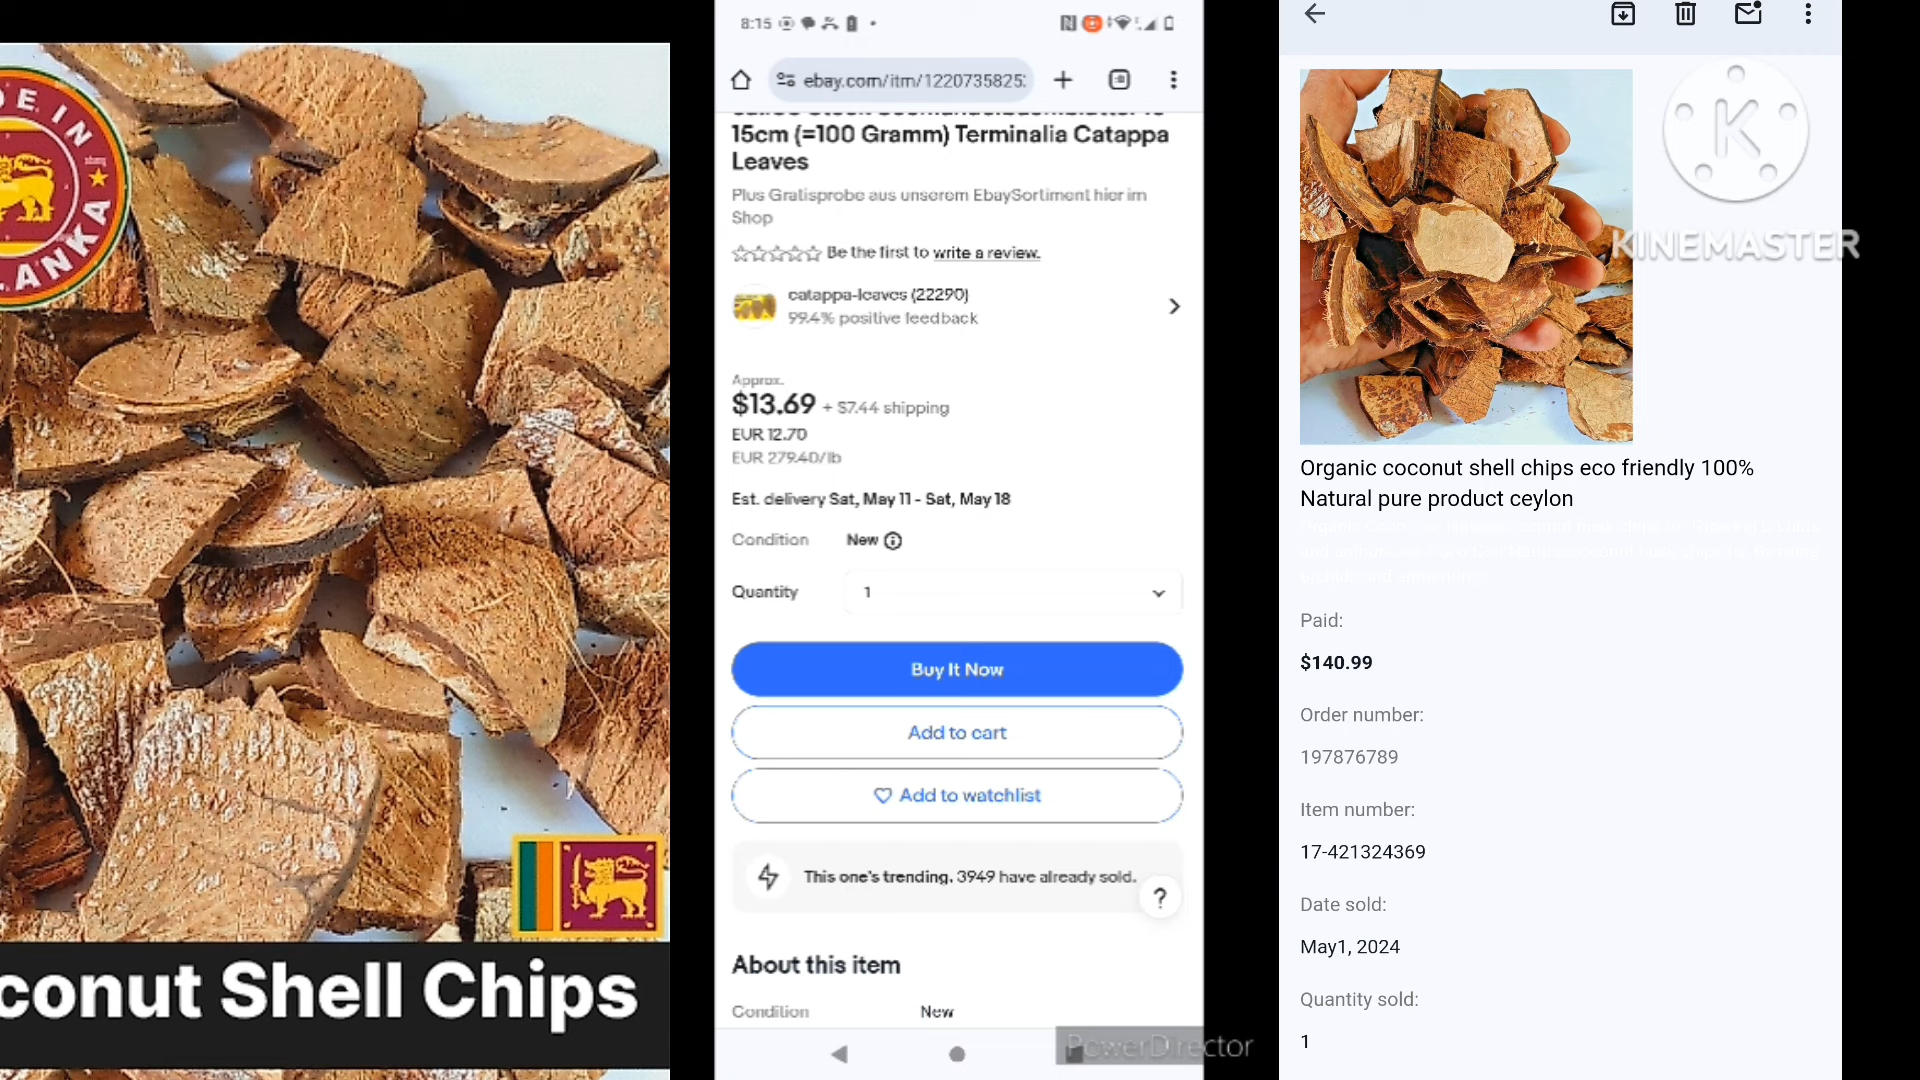 DE IN
LANKA
conut Shell Chips
8:15
ebay.com/itm/1220735825:
15cm (=100 Gramm) Terminalia Catappa
Leaves
Plus Gratisprobe aus unserem EbaySortiment hier im
Shop
Be the first to write a review.
catappa-leaves (22290)
99.4% positive feedback
Approx.
$13.69 + $7.44 shipping
EUR 12.70
EUR 279.40/lb
Est. delivery Sat, May 11 - Sat, May 18
Condition New
Quantity 1
Buy It Now
Add to cart
Add to watchlist
This one's trending. 3949 have already sold.
?
About this item
Condition New
PowerDirector
K
KINEMASTER
Organic coconut shell chips eco friendly 100%
Natural pure product ceylon
Paid:
$140.99
Order number:
197876789
Item number:
17-421324369
Date sold:
May1, 2024
Quantity sold:
1